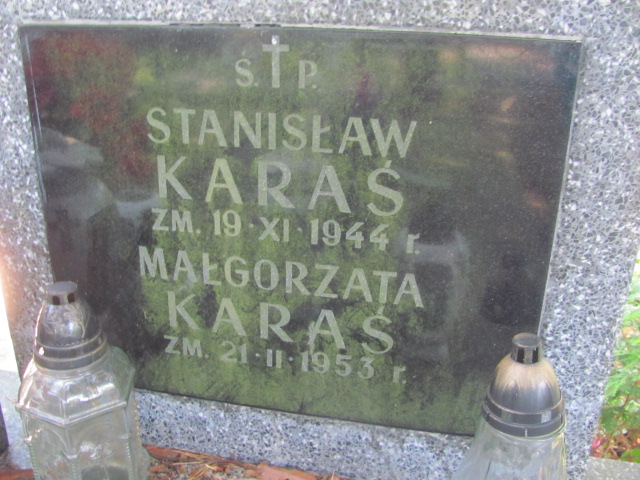 Ś.P.
STANISŁAW
KARAŚ
ZM. 19·XI·1944 r.
MAŁGORZATA
KARAŚ
ZM. 21·II·1953 r.